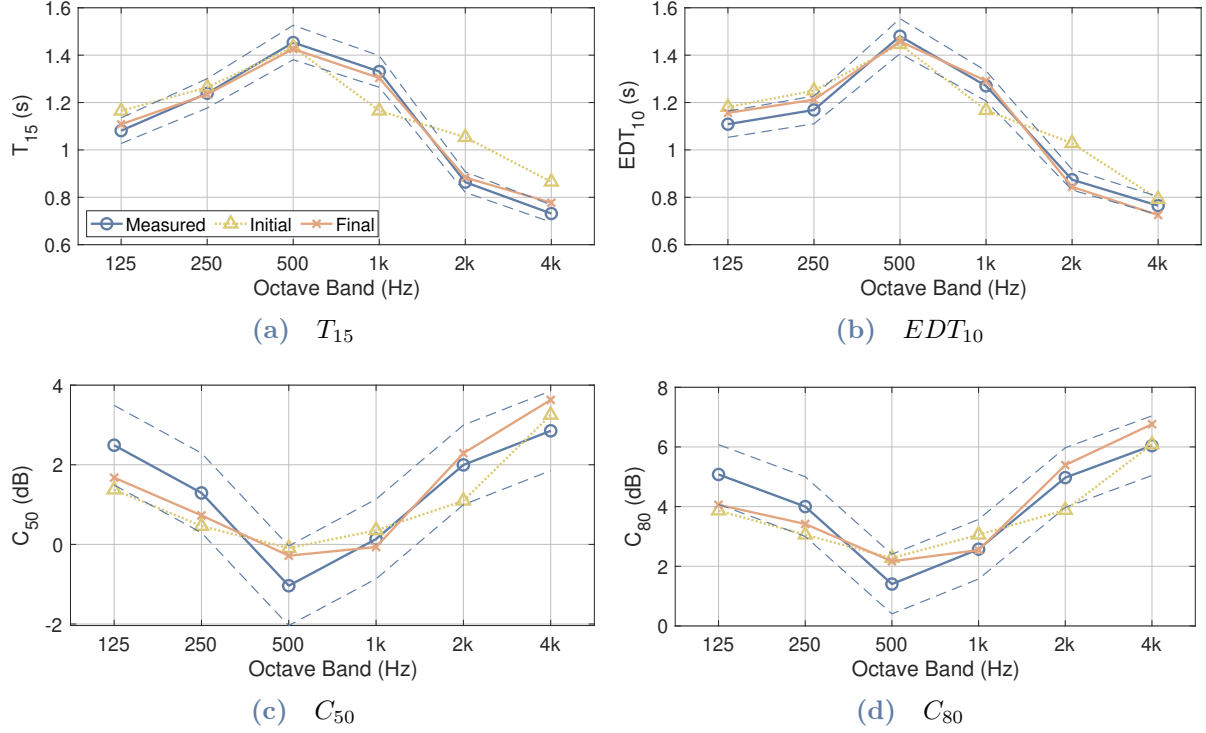 1.6
1.4
1.2
1
0.8
0.6
T15 (s)
Measured Initial Final
125 250 500 1k 2k 4k
Octave Band (Hz)
(a) T15
1.6
1.4
1.2
1
0.8
0.6
EDT10 (s)
125 250 500 1k 2k 4k
Octave Band (Hz)
(b) EDT10
4
2
0
-2
C50 (dB)
125 250 500 1k 2k 4k
Octave Band (Hz)
(c) C50
8
6
4
2
0
C80 (dB)
125 250 500 1k 2k 4k
Octave Band (Hz)
(d) C80